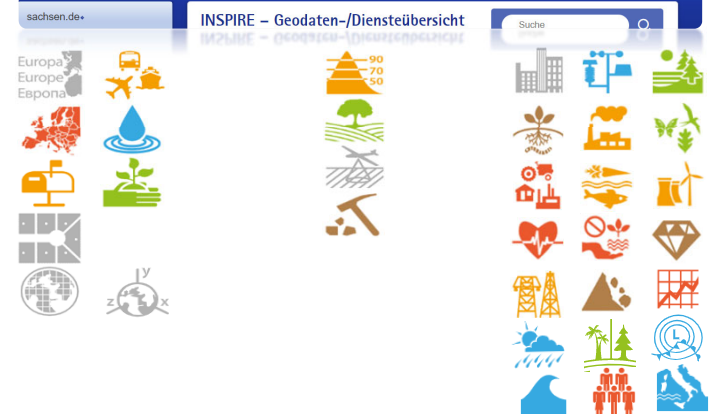 sachsen.de
INSPIRE – Geodaten-/Diensteübersicht
Suche
Europa
Europe
Европа
90
70
50
y
z
x
L